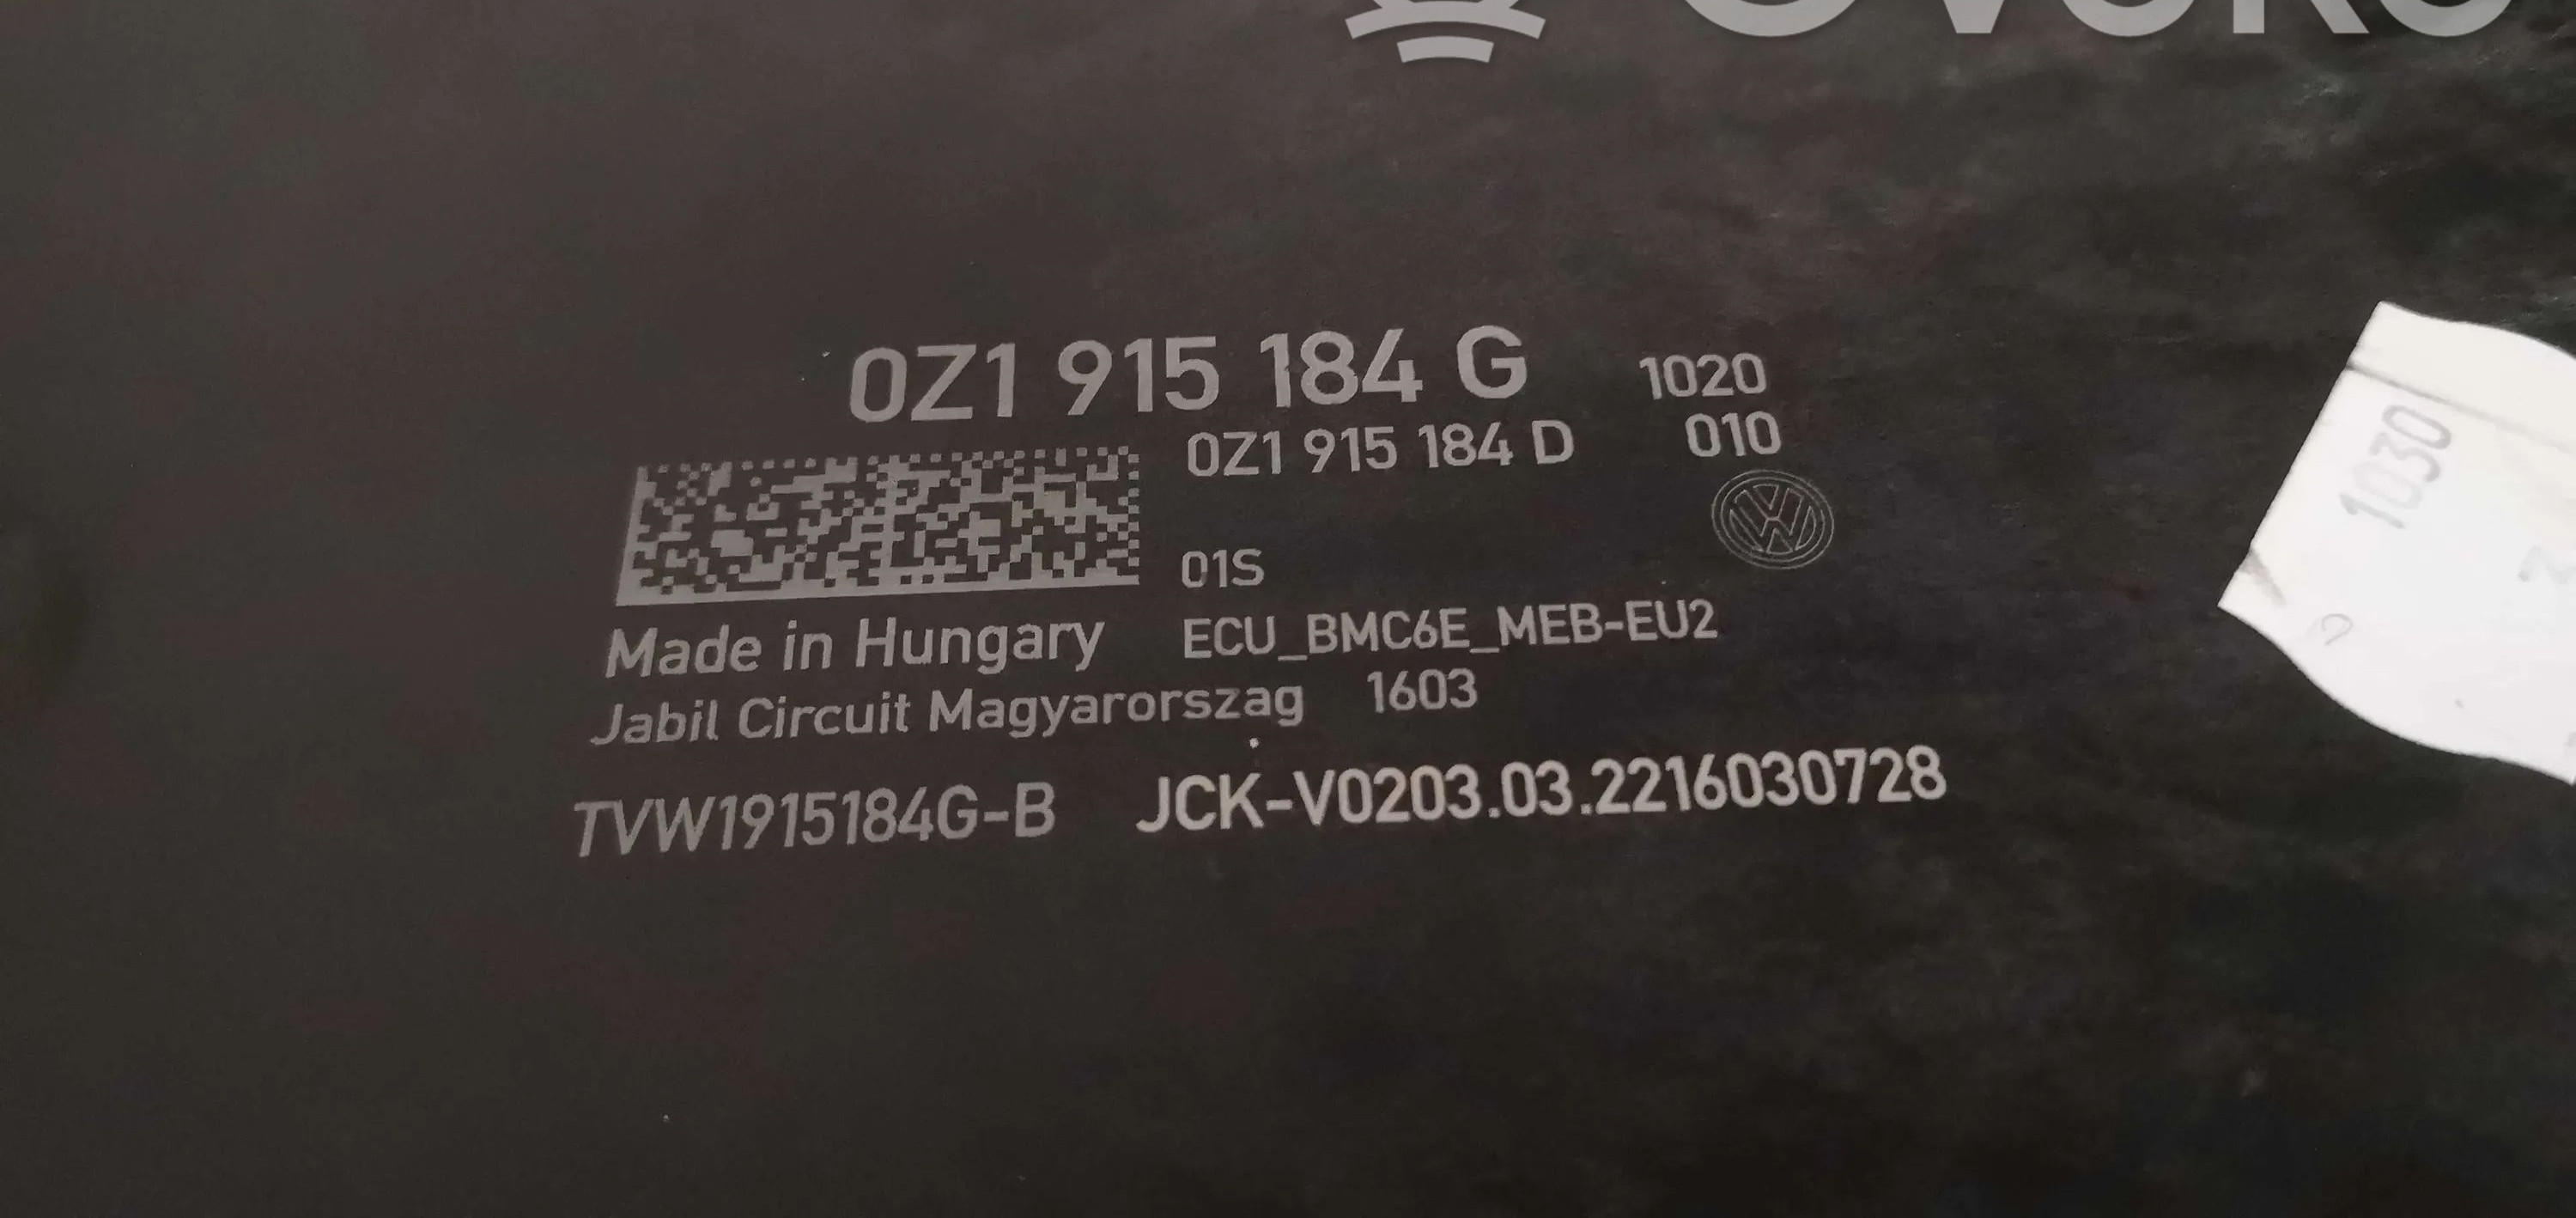 0Z1 915 184 G 1020
0Z1 915 184 D 010
01S
Made in Hungary ECU_BMC6E_MEB-EU2
Jabil Circuit Magyarorszag 1603
TVW1915184G-B JCK-V0203.03.2216030728
1030